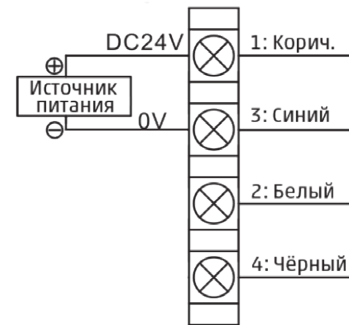 DC24V
1: Корич.
⊕
Источник
питания
3: Синий
0V
⊖
2: Белый
4: Чёрный